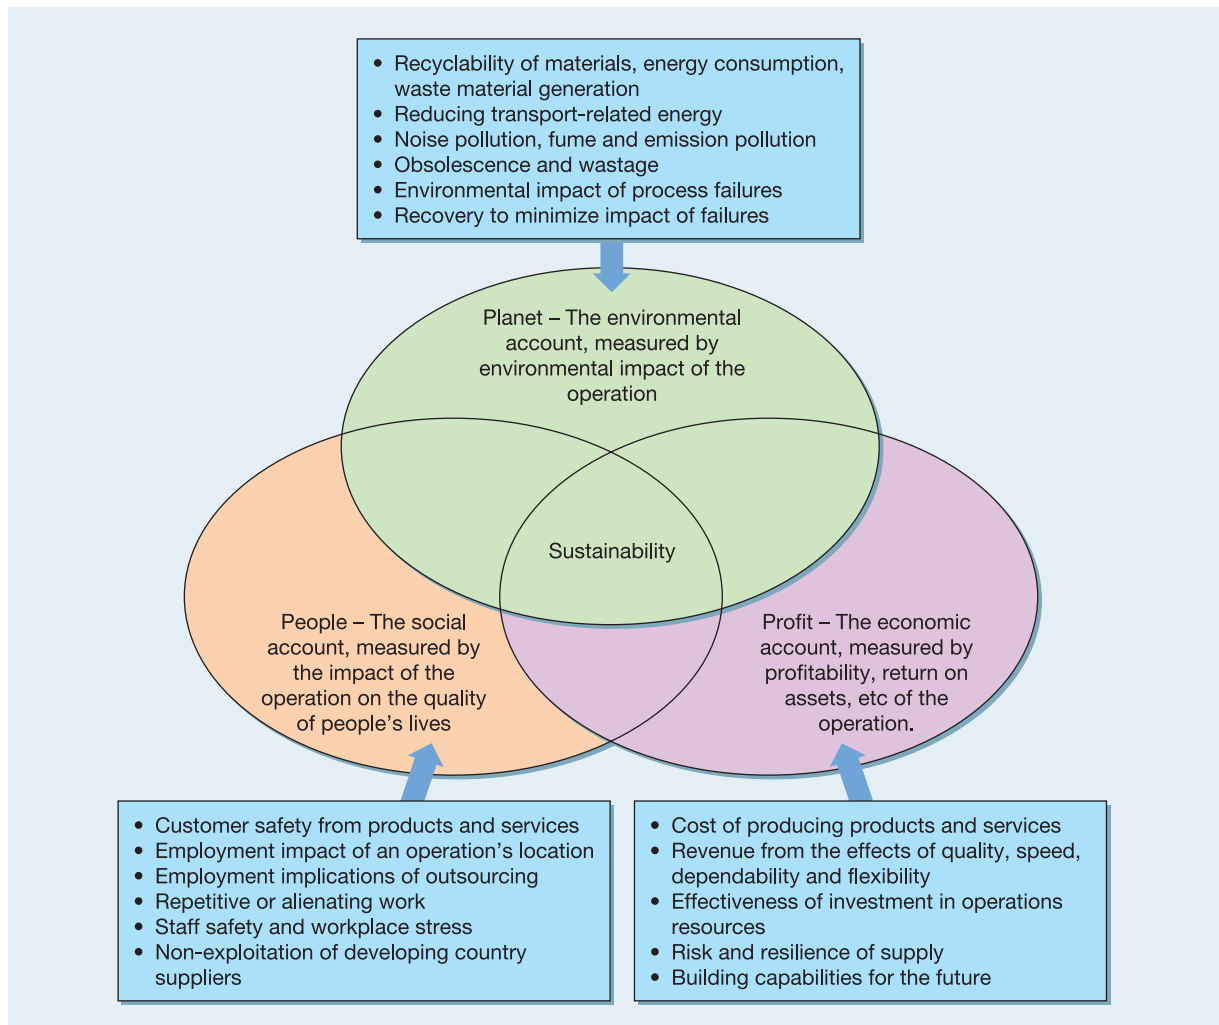 • Recyclability of materials, energy consumption,
waste material generation
• Reducing transport-related energy
• Noise pollution, fume and emission pollution
• Obsolescence and wastage
• Environmental impact of process failures
• Recovery to minimize impact of failures
Planet – The environmental
account, measured by
environmental impact of the
operation
Sustainability
People – The social
account, measured by
the impact of the
operation on the quality
of people’s lives
Profit – The economic
account, measured by
profitability, return on
assets, etc of the
operation.
• Customer safety from products and services
• Employment impact of an operation’s location
• Employment implications of outsourcing
• Repetitive or alienating work
• Staff safety and workplace stress
• Non-exploitation of developing country
suppliers
• Cost of producing products and services
• Revenue from the effects of quality, speed,
dependability and flexibility
• Effectiveness of investment in operations
resources
• Risk and resilience of supply
• Building capabilities for the future